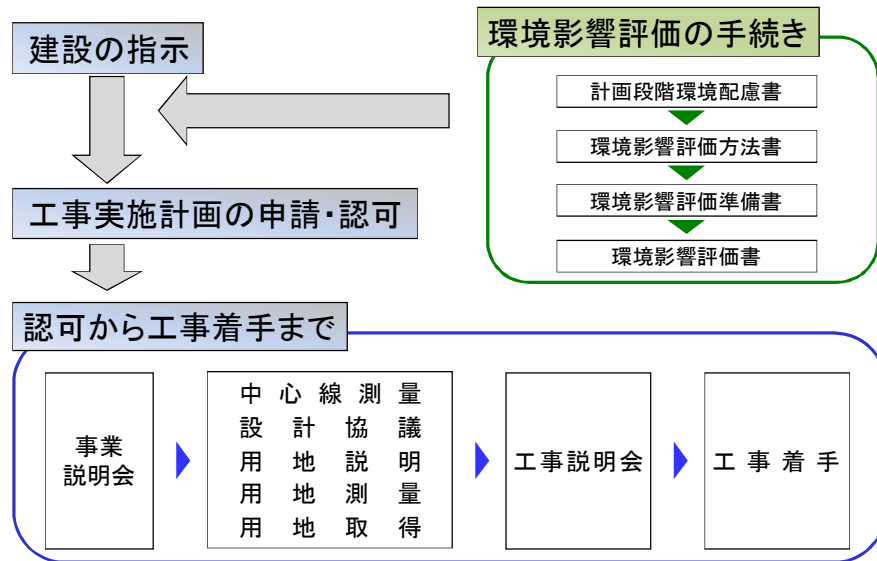 建設の指示
環境影響評価の手続き
計画段階環境配慮書
環境影響評価方法書
環境影響評価準備書
環境影響評価書
工事実施計画の申請・認可
認可から工事着手まで
事業
説明会
中心線測量
設計協議
用地説明
用地測量
用地取得
工事説明会
工事着手